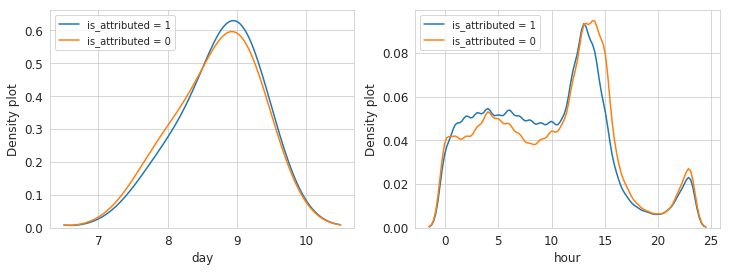 is_attributed = 1
is_attributed = 0
Density plot
0.6
0.5
0.4
0.3
0.2
0.1
0.0
7
8
9
10
day
is_attributed = 1
is_attributed = 0
Density plot
0.08
0.06
0.04
0.02
0.00
0
5
10
15
20
25
hour